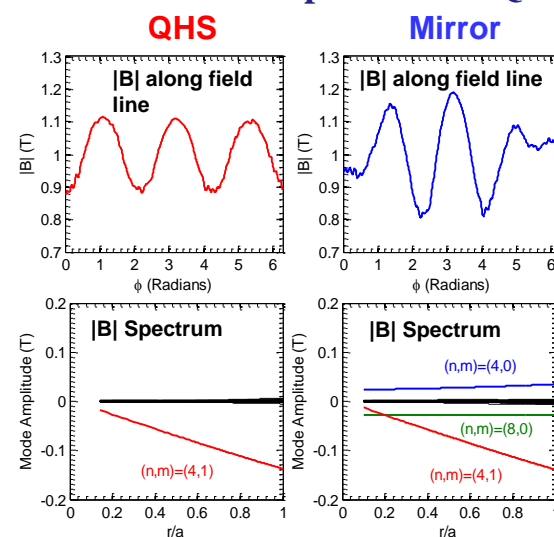 QHS
Mirror
1.3
1.2
1.1
1
0.9
0.8
0.7
|B| (T)
|B| along field
line
0 1 2 3 4 5 6
ϕ (Radians)
1.3
1.2
1.1
1
0.9
0.8
0.7
|B| (T)
|B| along field line
0 1 2 3 4 5 6
ϕ (Radians)
0.2
0.1
0
-0.1
-0.2
Mode Amplitude (T)
|B| Spectrum
(n,m)=(4,1)
0 0.2 0.4 0.6 0.8 1
r/a
0.2
0.1
0
-0.1
-0.2
Mode Amplitude (T)
|B| Spectrum
(n,m)=(4,0)
(n,m)=(8,0)
(n,m)=(4,1)
0 0.2 0.4 0.6 0.8 1
r/a